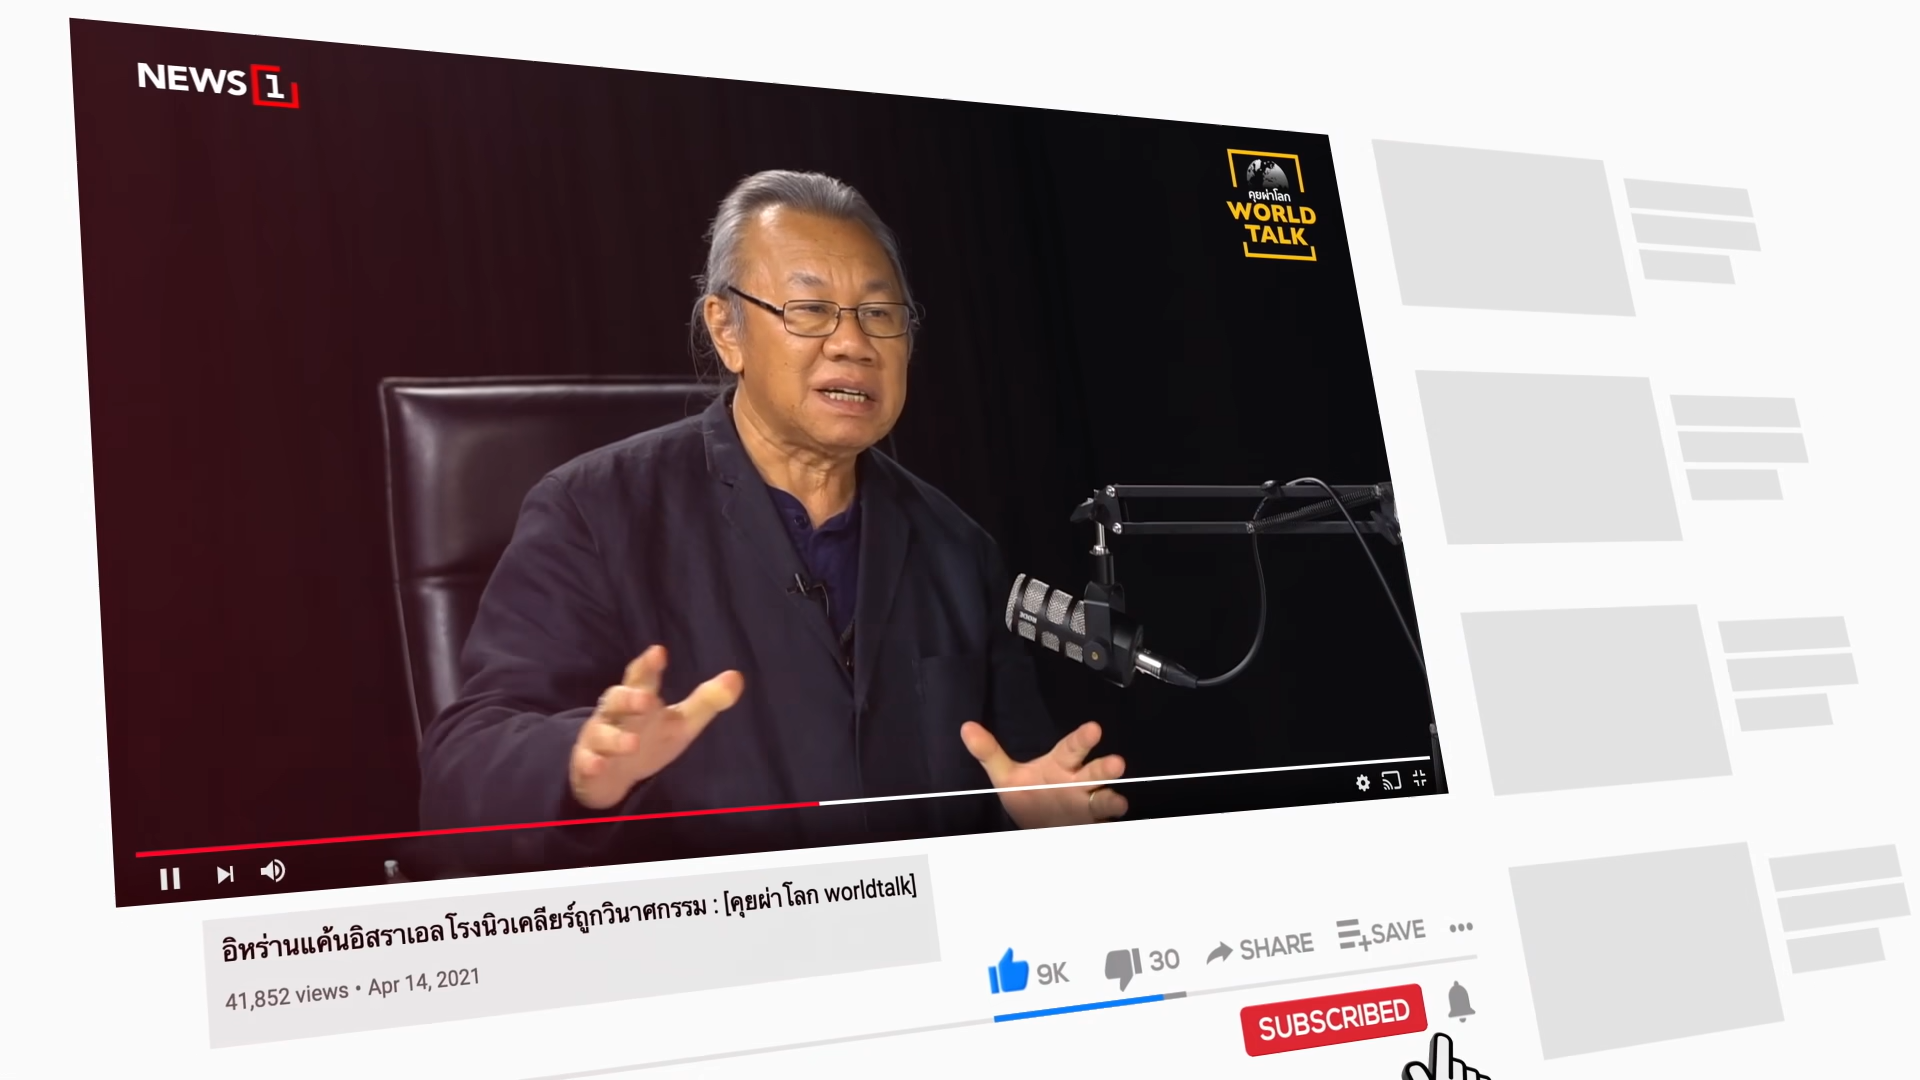 NEWS 1
คุยผ่าโลก
WORLD
TALK
อิหร่านแค้นอิสราเอลโรงนิวเคลียร์ถูกวินาศกรรม : [คุยผ่าโลก worldtalk]
41,852 views • Apr 14, 2021
9K
30
SHARE
SAVE
SUBSCRIBED